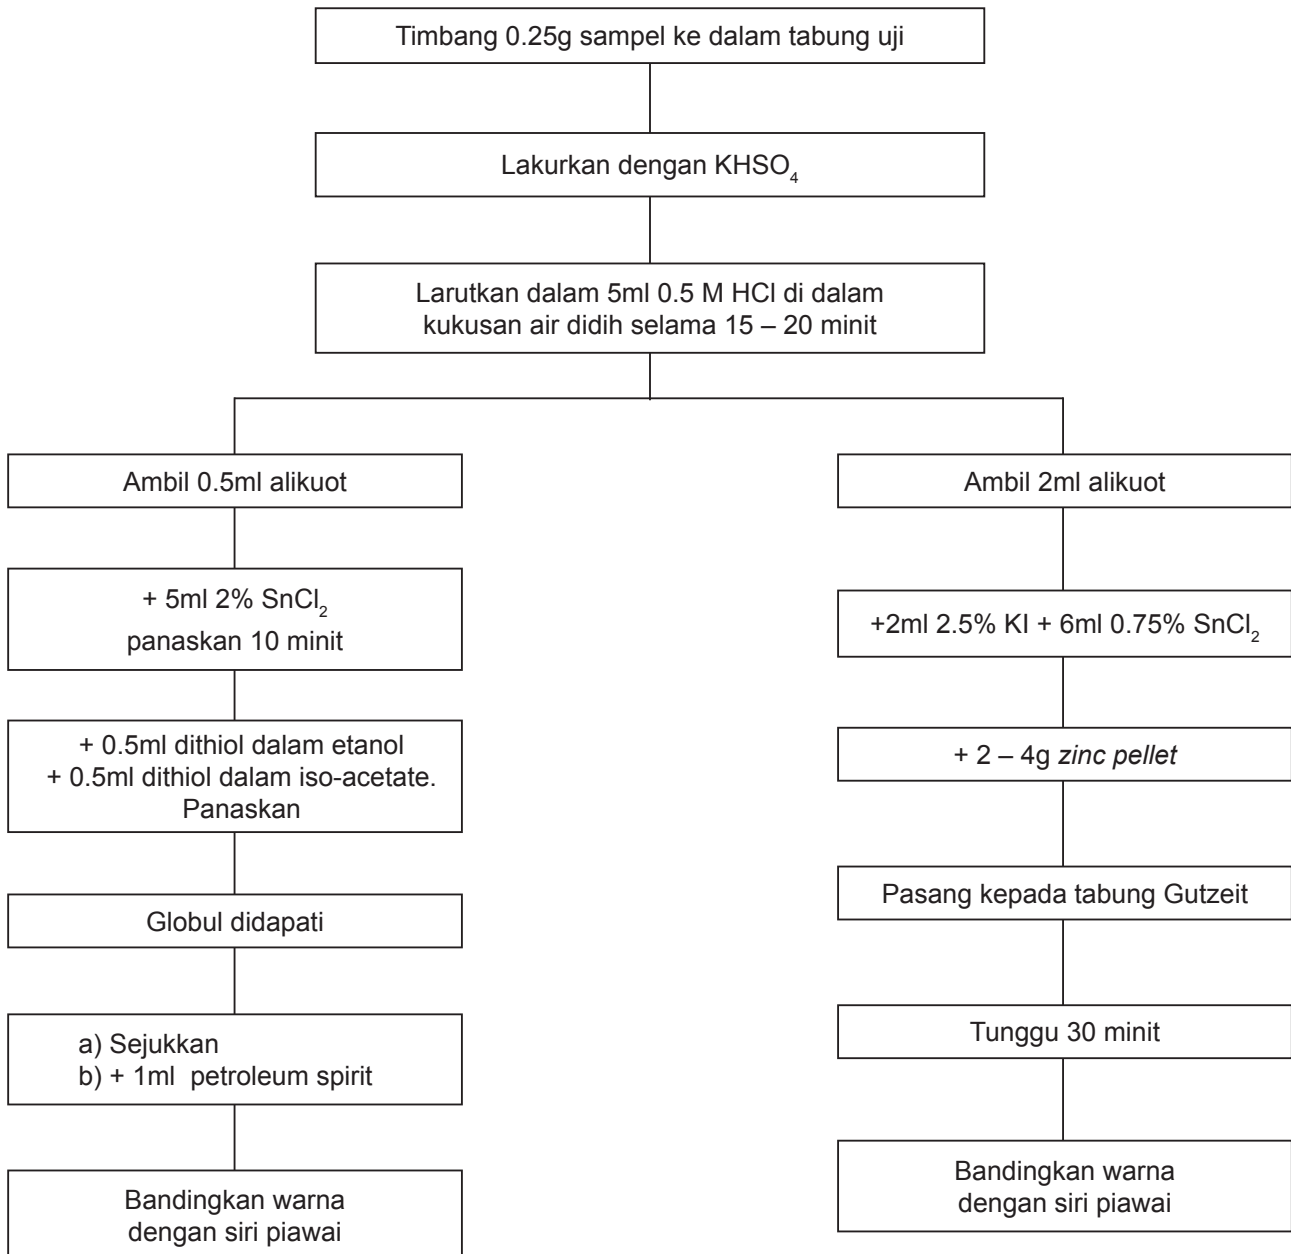 Timbang 0.25g sampel ke dalam tabung uji
Lakurkan dengan KHSO₄
Larutkan dalam 5ml 0.5 M HCl di dalam
kukusan air didih selama 15 – 20 minit
Ambil 0.5ml alikuot
+ 5ml 2% SnCl₂
panaskan 10 minit
+ 0.5ml dithiol dalam etanol
+ 0.5ml dithiol dalam iso-acetate.
Panaskan
Globul didapati
a) Sejukkan
b) + 1ml petroleum spirit
Bandingkan warna
dengan siri piawai
Ambil 2ml alikuot
+2ml 2.5% KI + 6ml 0.75% SnCl₂
+ 2 – 4g zinc pellet
Pasang kepada tabung Gutzeit
Tunggu 30 minit
Bandingkan warna
dengan siri piawai